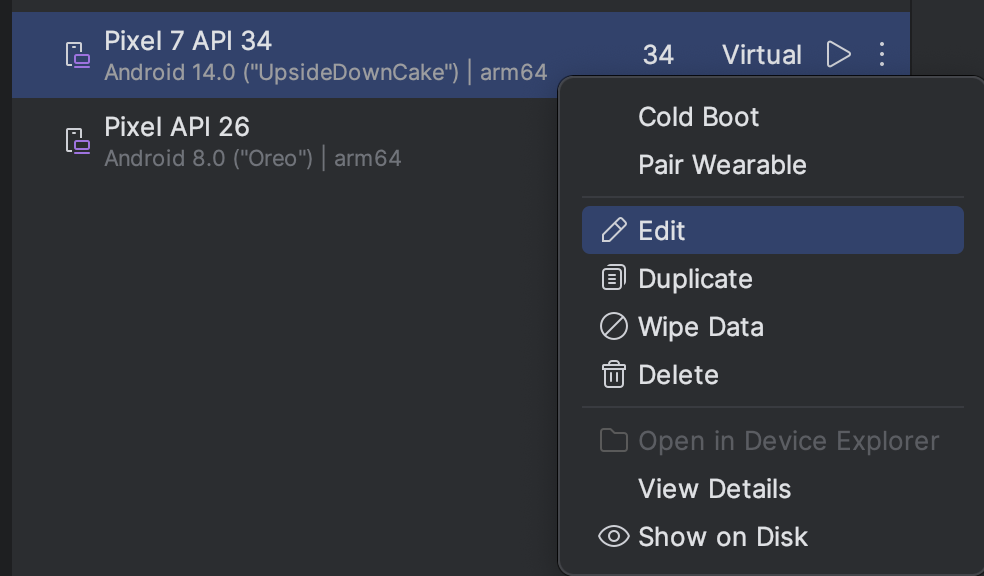 Pixel 7 API 34
Android 14.0 ("UpsideDownCake") | arm64
34
Virtual
Pixel API 26
Android 8.0 ("Oreo") | arm64
Cold Boot
Pair Wearable
Edit
Duplicate
Wipe Data
Delete
Open in Device Explorer
View Details
Show on Disk